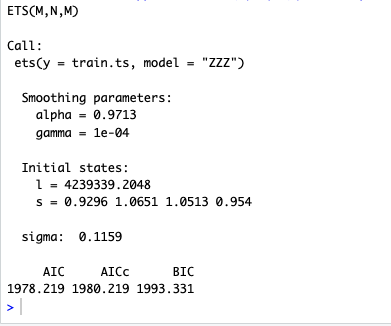 ETS(M,N,M)
Call:
ets(y = train.ts, model = "ZZZ")
Smoothing parameters:
alpha = 0.9713
gamma = 1e-04
Initial states:
l = 4239339.2048
s = 0.9296 1.0651 1.0513 0.954
sigma: 0.1159
AIC AICc BIC
1978.219 1980.219 1993.331
>